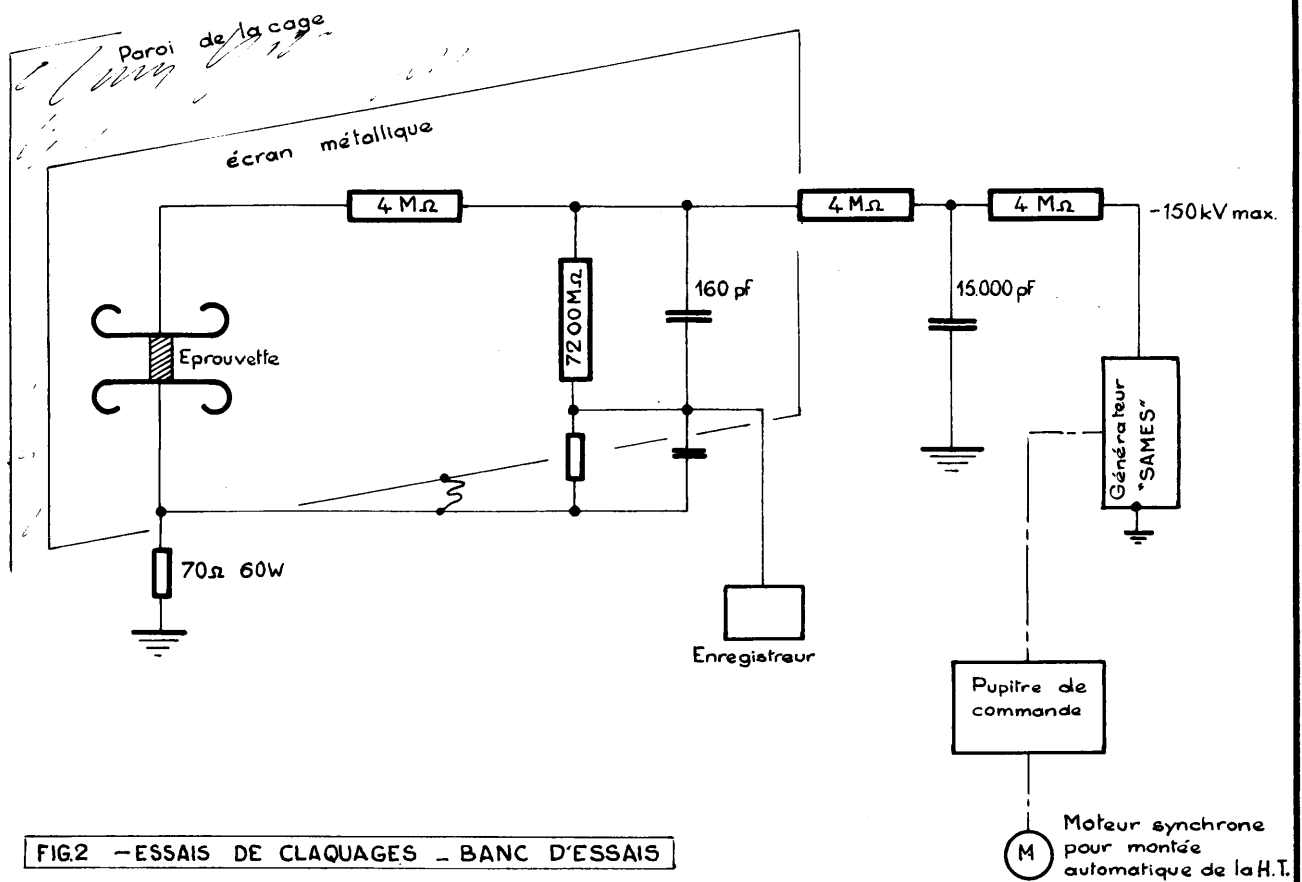 Paroi de la cage
écran métallique
4 MΩ
4 MΩ
4 MΩ
-150 kV max.
7200 MΩ
160 pf
15.000 pf
Eprouvette
Générateur
"SAMES"
70Ω 60W
Enregistreur
Pupitre de
commande
M
Moteur synchrone
pour montée
automatique de la H.T.
FIG2 - ESSAIS DE CLAQUAGES - BANC D'ESSAIS